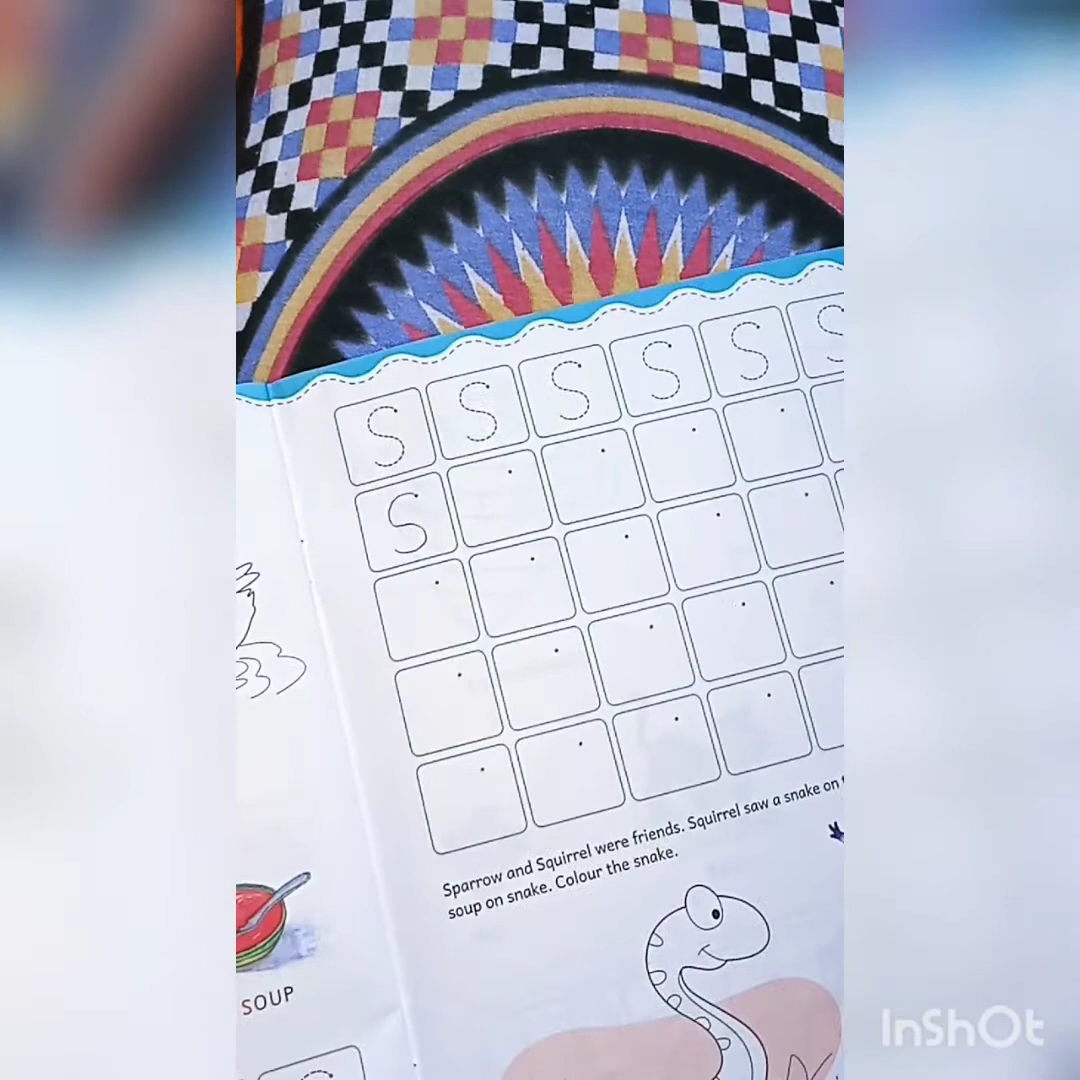 S S S S S S
S
Sparrow and Squirrel were friends. Squirrel saw a snake on
soup on snake. Colour the snake.
SOUP
InShOt